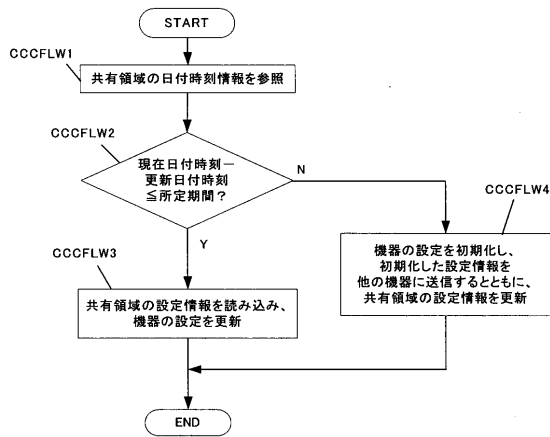 START
CCCFLW1
共有領域の日付時刻情報を参照
CCCFLW2
現在日付時刻－
更新日付時刻
≦所定期間？
N
Y
CCCFLW4
機器の設定を初期化し、
初期化した設定情報を
他の機器に送信するとともに、
共有領域の設定情報を更新
CCCFLW3
共有領域の設定情報を読み込み、
機器の設定を更新
END